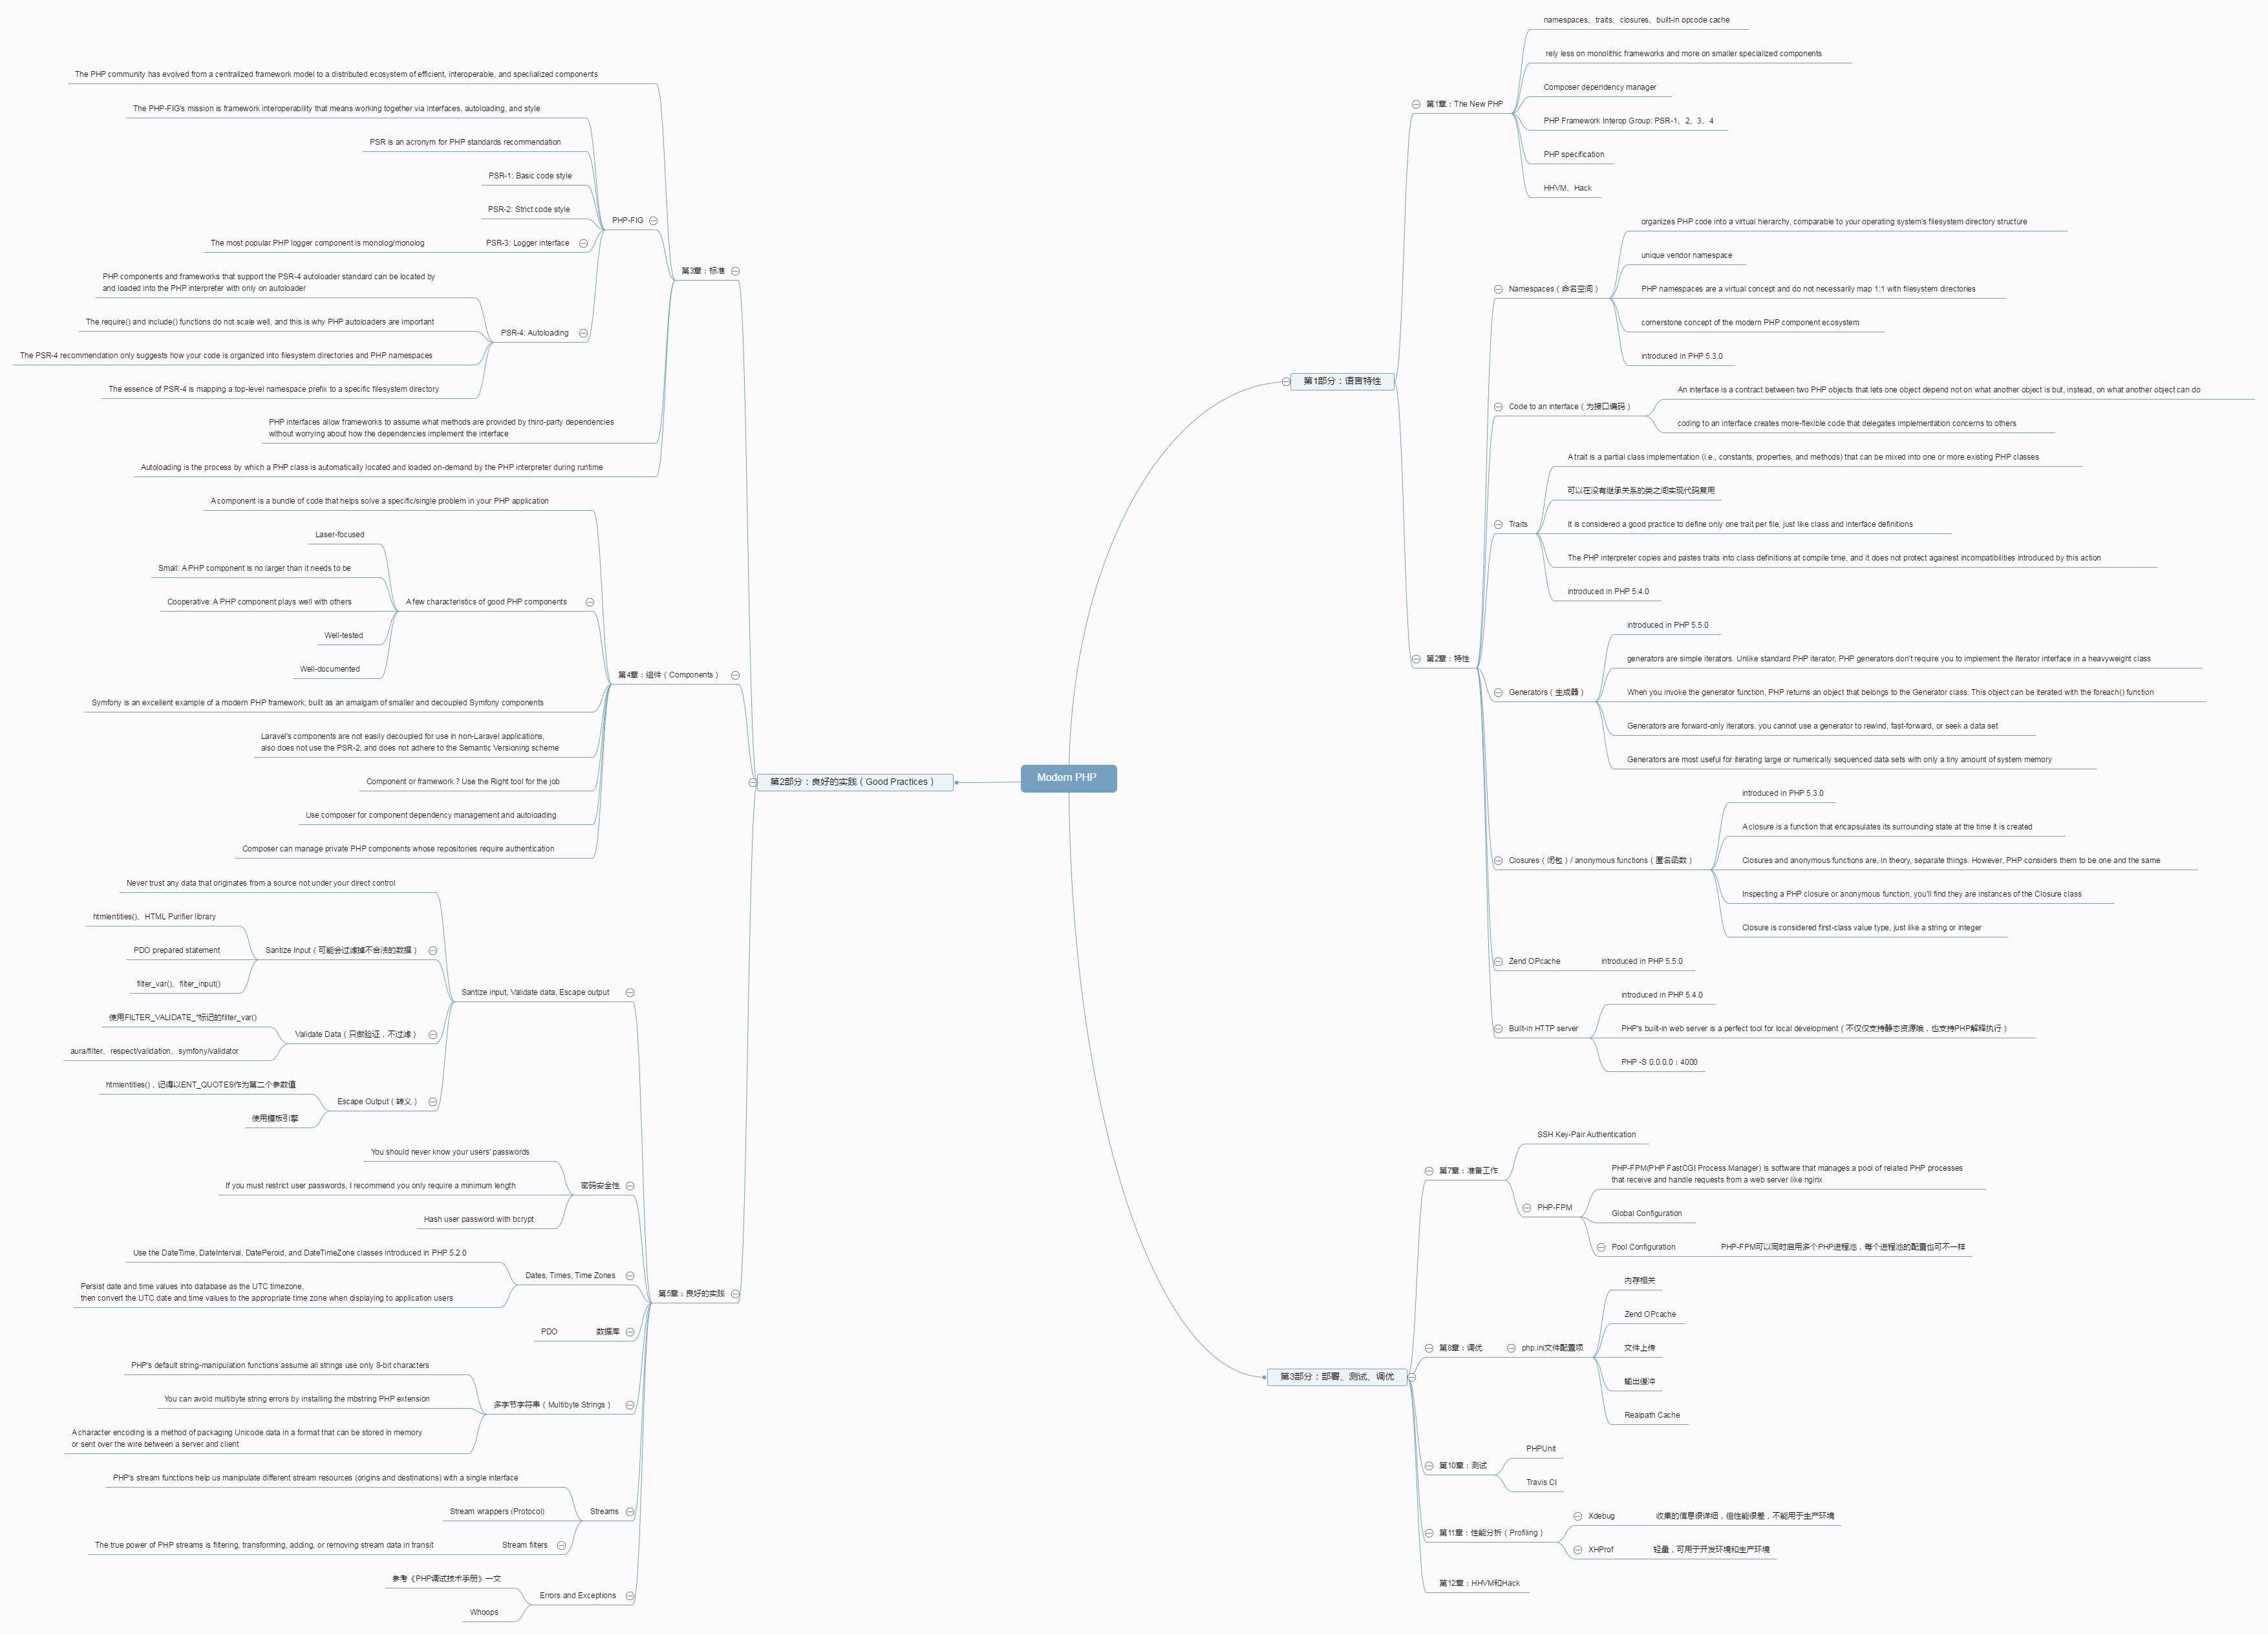 Modern PHP
第1部分：语言特性
第1章：The New PHP
namespaces、traits、closures、built-in opcode cache
rely less on monolithic frameworks and more on smaller specialized components
Composer dependency manager
PHP Framework Interop Group: PSR-1、2、3、4
PHP specification
HHVM、Hack
第2章：特性
Namespaces（命名空间）
organizes PHP code into a virtual hierarchy, comparable to your operating system's filesystem directory structure
unique vendor namespace
PHP namespaces are a virtual concept and do not necessarily map 1:1 with filesystem directories
cornerstone concept of the modern PHP component ecosystem
introduced in PHP 5.3.0
Code to an interface（为接口编码）
An interface is a contract between two PHP objects that lets one object depend not on what another object is but, instead, on what another object can do
coding to an interface creates more-flexible code that delegates implementation concerns to others
Traits
A trait is a partial class implementation (i.e., constants, properties, and methods) that can be mixed into one or more existing PHP classes
可以在没有继承关系的类之间实现代码复用
It is considered a good practice to define only one trait per file, just like class and interface definitions
The PHP interpreter copies and pastes traits into class definitions at compile time, and it does not protect againest incompatibilities introduced by this action
introduced in PHP 5.4.0
Generators（生成器）
introduced in PHP 5.5.0
generators are simple iterators. Unlike standard PHP iterator, PHP generators don't require you to implement the Iterator interface in a heavyweight class
When you invoke the generator function, PHP returns an object that belongs to the Generator class. This object can be iterated with the foreach() function
Generators are forward-only iterators. you cannot use a generator to rewind, fast-forward, or seek a data set
Generators are most useful for iterating large or numerically sequenced data sets with only a tiny amount of system memory
Closures（闭包）/ anonymous functions（匿名函数）
introduced in PHP 5.3.0
A closure is a function that encapsulates its surrounding state at the time it is created
Closures and anonymous functions are, in theory, separate things. However, PHP considers them to be one and the same
Inspecting a PHP closure or anonymous function, you'll find they are instances of the Closure class
Closure is considered first-class value type, just like a string or integer
Zend OPcache
introduced in PHP 5.5.0
Built-in HTTP server
introduced in PHP 5.4.0
PHP's built-in web server is a perfect tool for local development（不仅仅支持静态资源哦，也支持PHP解释执行）
PHP -S 0.0.0.0：4000
第2部分：良好的实践（Good Practices）
第3章：标准
The PHP community has evolved from a centralized framework model to a distributed ecosystem of efficient, interoperable, and speclialized components
PHP-FIG
The PHP-FIG's mission is framework interoperability that means working together via interfaces, autoloading, and style
PSR is an acronym for PHP standards recommendation
PSR-1: Basic code style
PSR-2: Strict code style
PSR-3: Logger interface
The most popular PHP logger component is monolog/monolog
PSR-4: Autoloading
PHP components and frameworks that support the PSR-4 autoloader standard can be located by
and loaded into the PHP interpreter with only on autoloader
The require() and include() functions do not scale well, and this is why PHP autoloaders are important
The PSR-4 recommendation only suggests how your code is organized into filesystem directories and PHP namespaces
The essence of PSR-4 is mapping a top-level namespace prefix to a specific filesystem directory
PHP interfaces allow frameworks to assume what methods are provided by third-party dependencies
without worrying about how the dependencies implement the interface
Autoloading is the process by which a PHP class is automatically located and loaded on-demand by the PHP interpreter during runtime
第4章：组件（Components）
A component is a bundle of code that helps solve a specific/single problem in your PHP application
A few characteristics of good PHP components
Laser-focused
Small: A PHP component is no larger than it needs to be
Cooperative: A PHP component plays well with others
Well-tested
Well-documented
Symfony is an excellent example of a modern PHP framework, built as an amalgam of smaller and decoupled Symfony components
Laravel's components are not easily decoupled for use in non-Laravel applications,
also does not use the PSR-2, and does not adhere to the Semantic Versioning scheme
Component or framework ? Use the Right tool for the job
Use composer for component dependency management and autoloading
Composer can manage private PHP components whose repositories require authentication
第5章：良好的实践
Santize input, Validate data, Escape output
Never trust any data that originates from a source not under your direct control
Santize Input（可能会过滤掉不合法的数据）
htmlentities()、HTML Purifier library
PDO prepared statement
filter_var()、filter_input()
Validate Data（只做验证，不过滤）
使用FILTER_VALIDATE_*标记的filter_var()
aura/filter、respect/validation、symfony/validator
Escape Output（转义）
htmlentities()，记得以ENT_QUOTES作为第二个参数值
使用模板引擎
密码安全性
You should never know your users' passwords
If you must restrict user passwords, I recommend you only require a minimum length
Hash user password with bcrypt
Dates, Times, Time Zones
Use the DateTime, DateInterval, DatePeroid, and DateTimeZone classes introduced in PHP 5.2.0
Persist date and time values into database as the UTC timezone,
then convert the UTC date and time values to the appropriate time zone when displaying to application users
数据库
PDO
多字节字符串（Multibyte Strings）
PHP's default string-manipulation functions assume all strings use only 8-bit characters
You can avoid multibyte string errors by installing the mbstring PHP extension
A character encoding is a method of packaging Unicode data in a format that can be stored in memory
or sent over the wire between a server and client
Streams
PHP's stream functions help us manipulate different stream resources (origins and destinations) with a single interface
Stream wrappers (Protocol)
Stream filters
The true power of PHP streams is filtering, transforming, adding, or removing stream data in transit
Errors and Exceptions
参考《PHP调试技术手册》一文
Whoops
第3部分：部署、测试、调优
第7章：准备工作
SSH Key-Pair Authentication
PHP-FPM
PHP-FPM(PHP FastCGI Process Manager) is software that manages a pool of related PHP processes
that receive and handle requests from a web server like nginx
Global Configuration
Pool Configuration
PHP-FPM可以同时启用多个PHP进程池，每个进程池的配置也可不一样
第8章：调优
php.ini文件配置项
内存相关
Zend OPcache
文件上传
输出缓冲
Realpath Cache
第10章：测试
PHPUnit
Travis CI
第11章：性能分析（Profiling）
Xdebug
收集的信息很详细，但性能很差，不能用于生产环境
XHProf
轻量，可用于开发环境和生产环境
第12章：HHVM和Hack